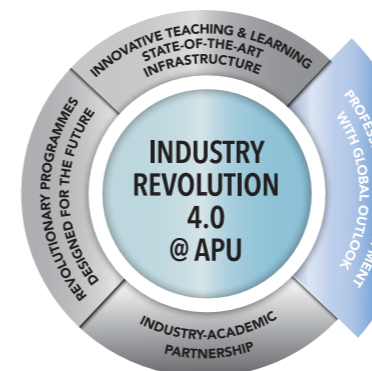 INNOVATIVE TEACHING & LEARNING
STATE-OF-THE-ART
INFRASTRUCTURE
REVOLUTIONARY PROGRAMMES
DESIGNED FOR THE FUTURE
INDUSTRY
REVOLUTION
4.0
@ APU
WITH GLOBAL OUTLOOK
INDUSTRY-ACADEMIC
PARTNERSHIP